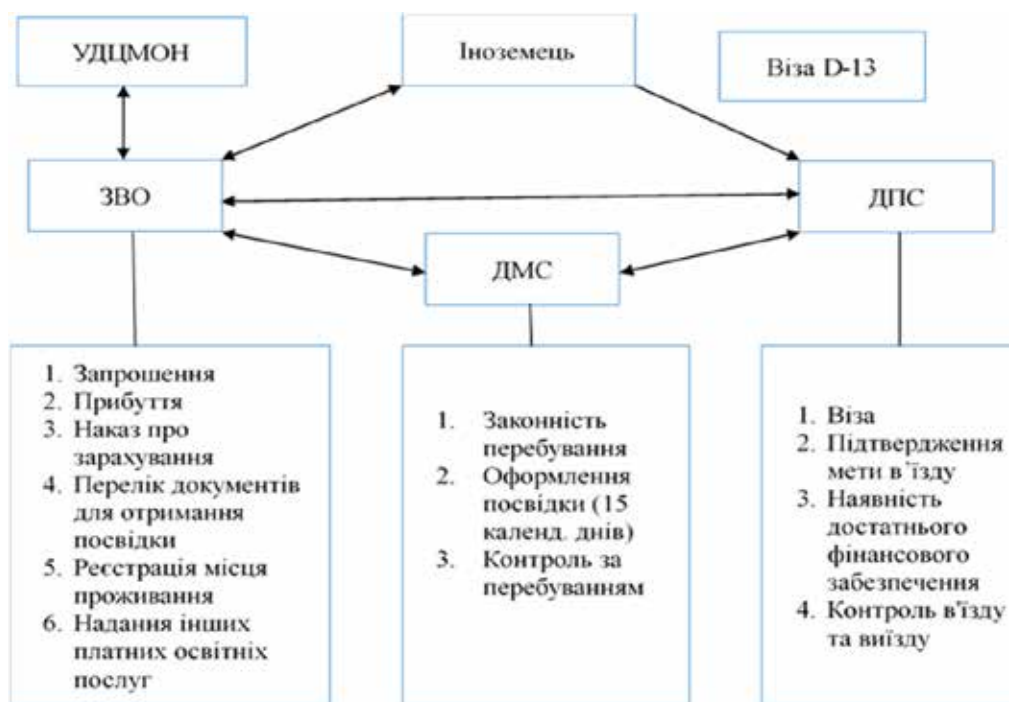 УДЦМОН
Іноземець
Віза D-13
ЗВО
ДПС
ДМС
1. Запрошення
2. Прибуття
3. Наказ про
зарахування
4. Перелік документів
для отримання
посвідки
5. Реєстрація місця
проживання
6. Надання інших
платних освітніх
послуг
1. Законність
перебування
2. Оформлення
посвідки (15
календ. днів)
3. Контроль за
перебуванням
1. Віза
2. Підтвердження
мети в'їзду
3. Наявність
достатнього
фінансового
забезпечення
4. Контроль в'їзду
та виїзду